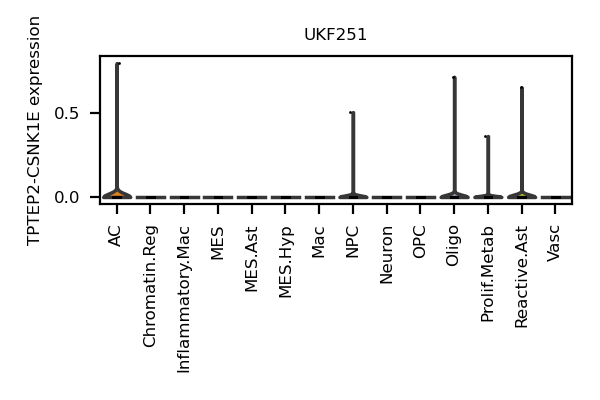 UKF251
TPTEP2-CSNK1E expression
0.5
0.0
AC
Chromatin.Reg
Inflammatory.Mac
MES
MES.Ast
MES.Hyp
Mac
NPC
Neuron
OPC
Oligo
Prolif.Metab
Reactive.Ast
Vasc